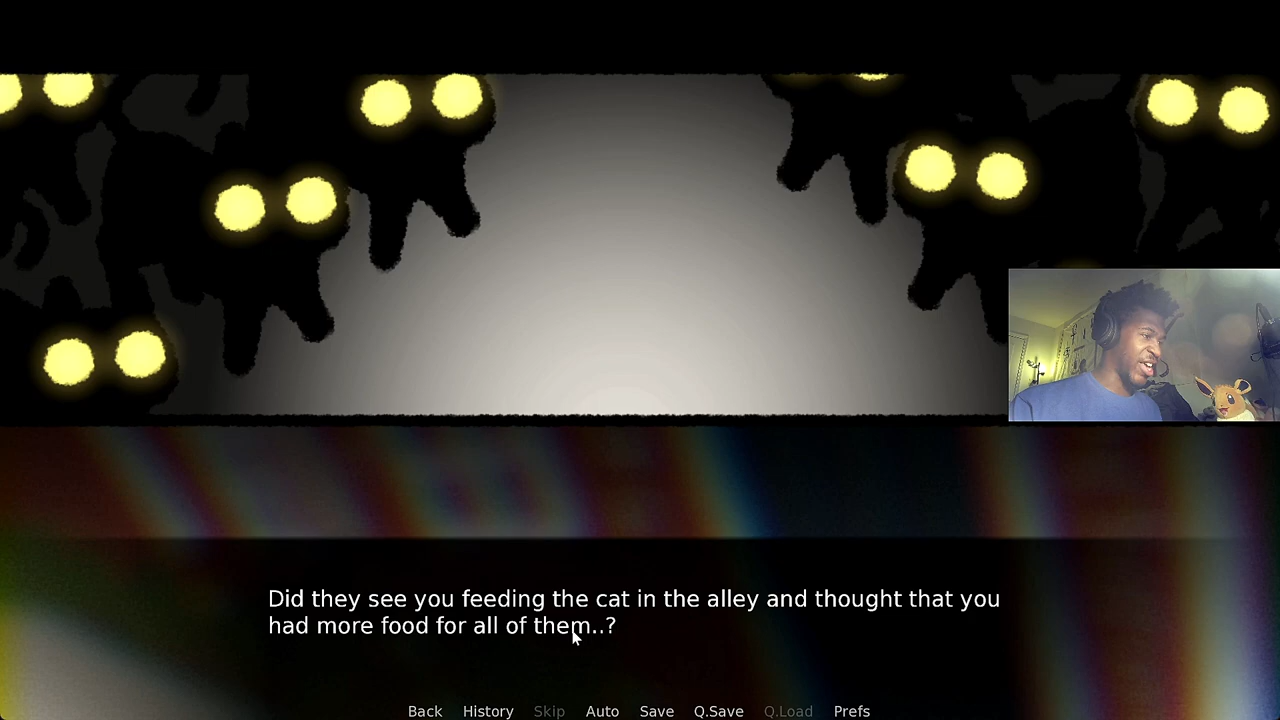 Did they see you feeding the cat in the alley and thought that you
had more food for all of them..?
Back History Skip Auto Save Q.Save Q.Load Prefs